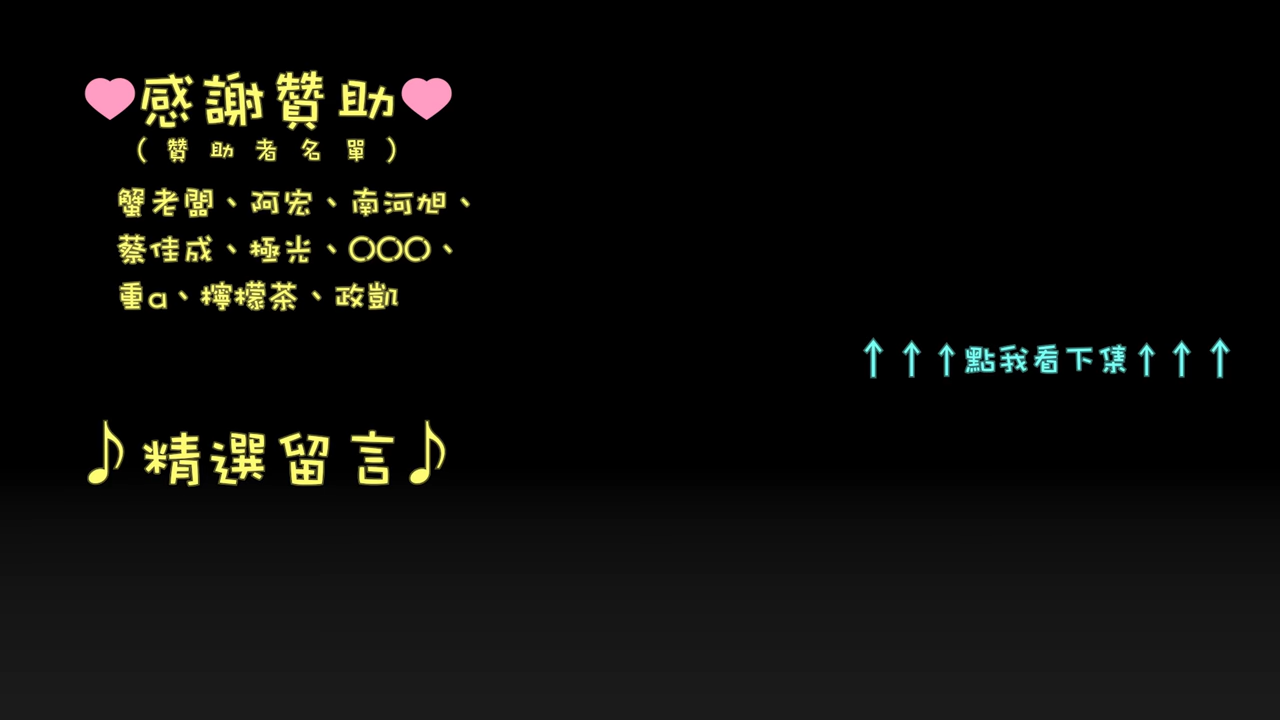 感謝贊助
(贊助者名單)
蟹老闆、阿宏、南河旭、
蔡佳成、極光、○○○、
重a、檸檬茶、政凱
↑↑↑點我看下集↑↑↑
♪精選留言♪